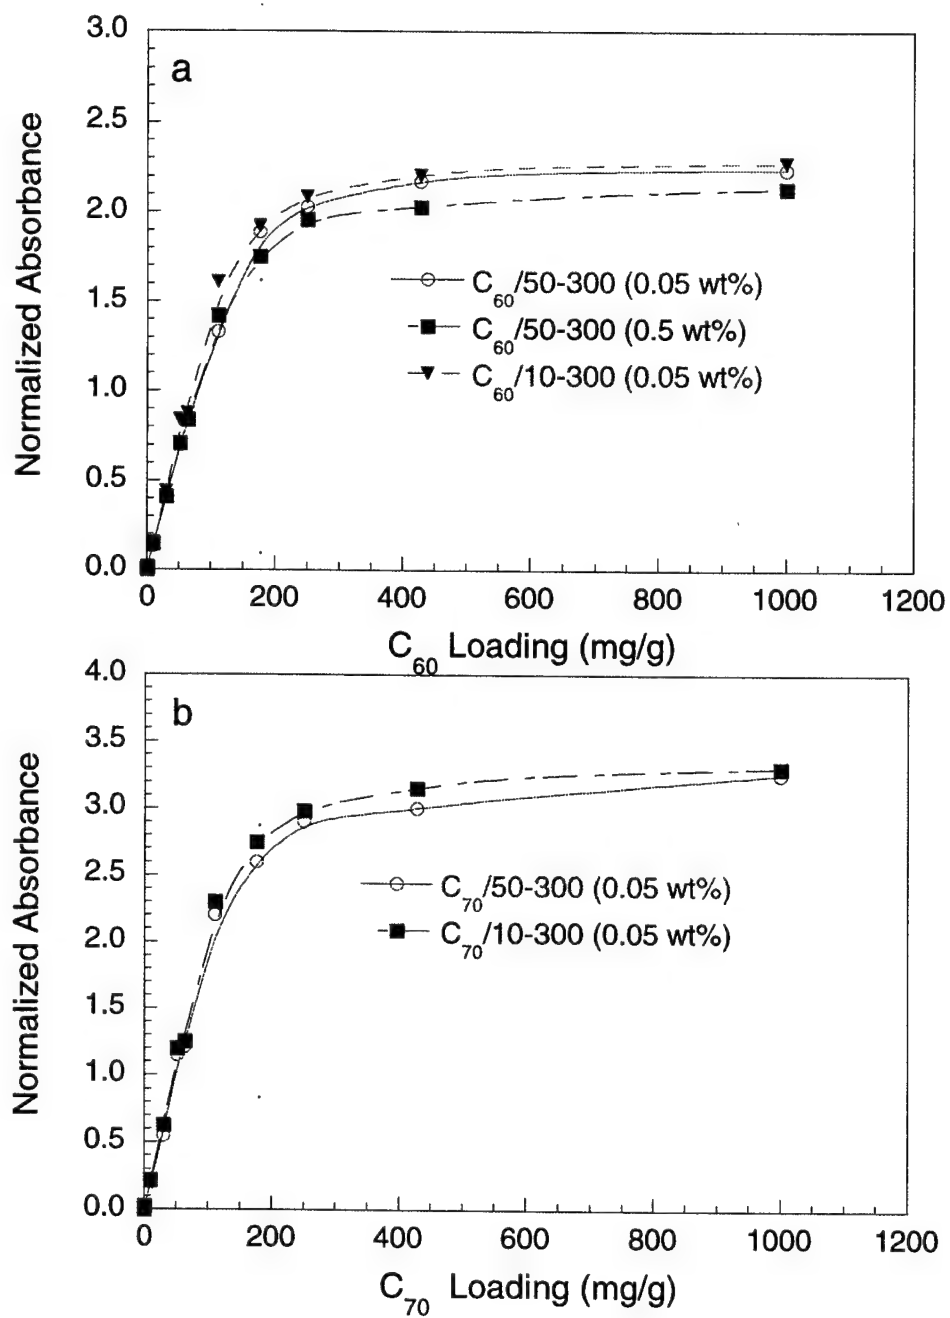 a
Normalized Absorbance
3.0
2.5
2.0
1.5
1.0
0.5
0.0
C60/50-300 (0.05 wt%)
C60/50-300 (0.5 wt%)
C60/10-300 (0.05 wt%)
0 200 400 600 800 1000 1200
C60 Loading (mg/g)
b
Normalized Absorbance
4.0
3.5
3.0
2.5
2.0
1.5
1.0
0.5
0.0
C70/50-300 (0.05 wt%)
C70/10-300 (0.05 wt%)
0 200 400 600 800 1000 1200
C70 Loading (mg/g)